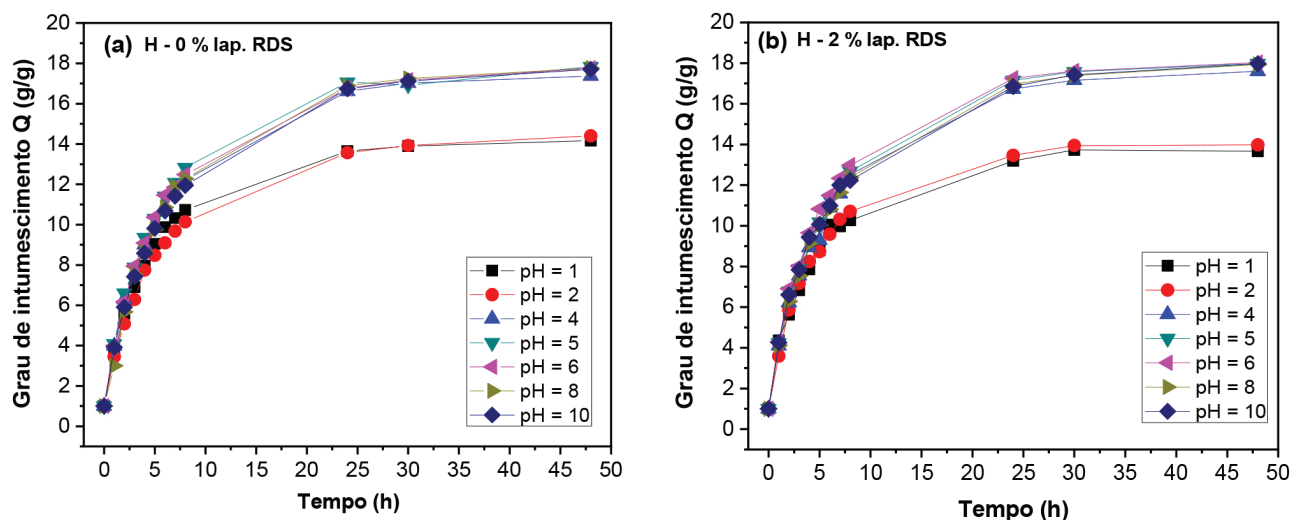 (a) H - 0 % lap. RDS
Grau de intumescimento Q (g/g)
20
18
16
14
12
10
8
6
4
2
0
pH = 1
pH = 2
pH = 4
pH = 5
pH = 6
pH = 8
pH = 10
0 5 10 15 20 25 30 35 40 45 50
Tempo (h)
(b) H - 2 % lap. RDS
Grau de intumescimento Q (g/g)
20
18
16
14
12
10
8
6
4
2
0
pH = 1
pH = 2
pH = 4
pH = 5
pH = 6
pH = 8
pH = 10
0 5 10 15 20 25 30 35 40 45 50
Tempo (h)